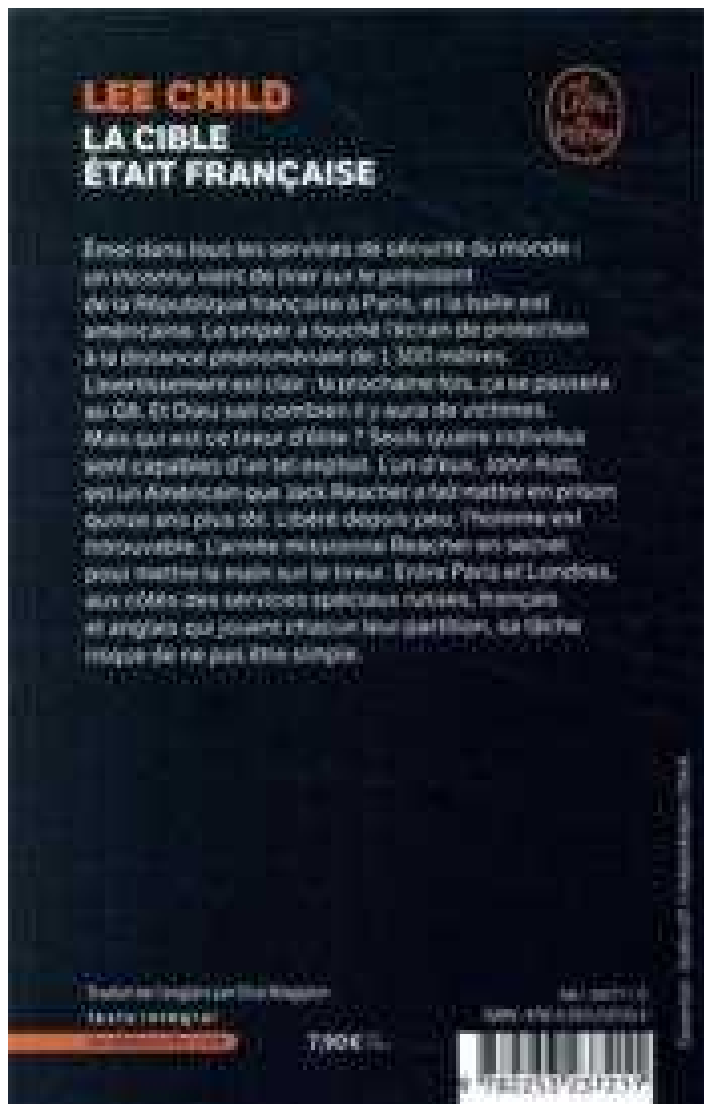 LEE CHILD
LA CIBLE
ÉTAIT FRANÇAISE
Le Livre de Poche
Émoi dans tous les services de sécurité du monde :
un inconnu vient de tirer sur le président
de la République française à Paris, et la balle est
américaine. Le sniper a touché l'écran de protection
à la distance phénoménale de 1 300 mètres.
L'avertissement est clair : la prochaine fois, ça se passera
au G8. Et Dieu sait combien il y aura de victimes.
Mais qui est ce tireur d'élite ? Seuls quatre individus
sont capables d'un tel exploit. L'un d'eux, John Kott,
est un Américain que Jack Reacher a fait mettre en prison
quinze ans plus tôt. Libéré depuis peu, l'homme est
introuvable. L'armée missionne Reacher en secret
pour mettre la main sur le tireur. Entre Paris et Londres,
aux côtés des services spéciaux russes, français
et anglais qui jouent chacun leur partition, sa tâche
risque de ne pas être simple.
Traduit de l'anglais par Elsa Maggion
Texte intégral
7,90 €
ISBN